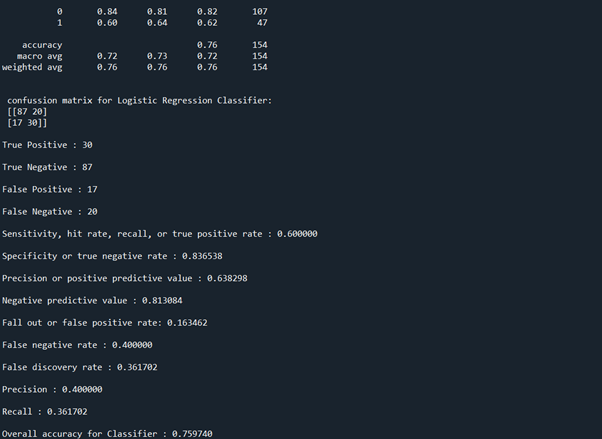 0 0.84 0.81 0.82 107
1 0.60 0.64 0.62 47
accuracy 0.76 154
macro avg 0.72 0.73 0.72 154
weighted avg 0.76 0.76 0.76 154
confussion matrix for Logistic Regression Classifier:
[[87 20]
[17 30]]
True Positive : 30
True Negative : 87
False Positive : 17
False Negative : 20
Sensitivity, hit rate, recall, or true positive rate : 0.600000
Specificity or true negative rate : 0.836538
Precision or positive predictive value : 0.638298
Negative predictive value : 0.813084
Fall out or false positive rate: 0.163462
False negative rate : 0.400000
False discovery rate : 0.361702
Precision : 0.400000
Recall : 0.361702
Overall accuracy for Classifier : 0.759740